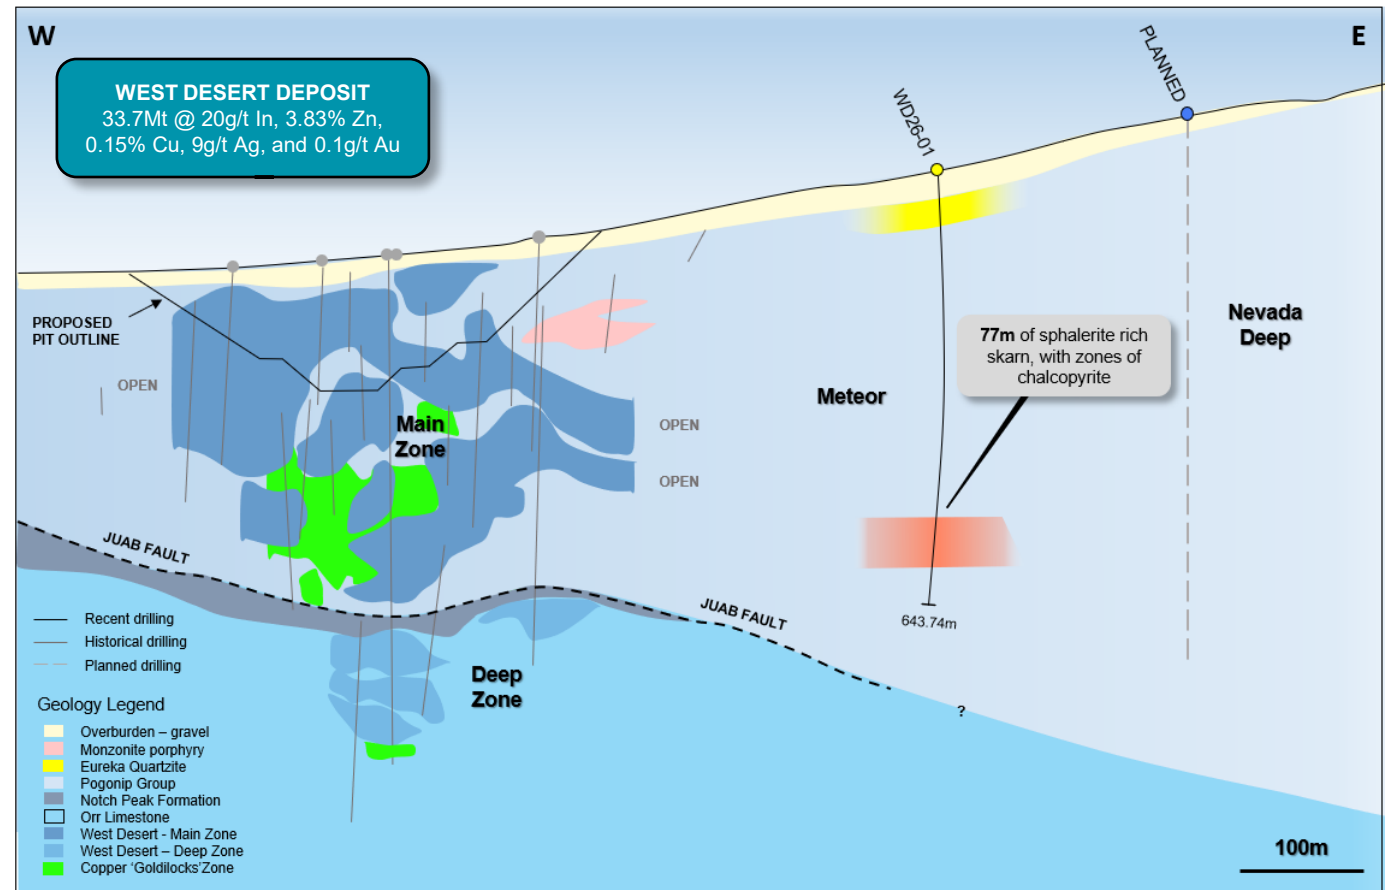 W
E
WEST DESERT DEPOSIT
33.7Mt @ 20g/t In, 3.83% Zn,
0.15% Cu, 9g/t Ag, and 0.1g/t Au
PLANNED
WD26-01
PROPOSED
PIT OUTLINE
OPEN
Main
Zone
OPEN
OPEN
Meteor
77m of sphalerite rich
skarn, with zones of
chalcopyrite
Nevada
Deep
JUAB FAULT
JUAB FAULT
643.74m
Deep
Zone
?
Recent drilling
Historical drilling
Planned drilling
Geology Legend
Overburden – gravel
Monzonite porphyry
Eureka Quartzite
Pogonip Group
Notch Peak Formation
Orr Limestone
West Desert - Main Zone
West Desert – Deep Zone
Copper ‘Goldilocks’Zone
100m